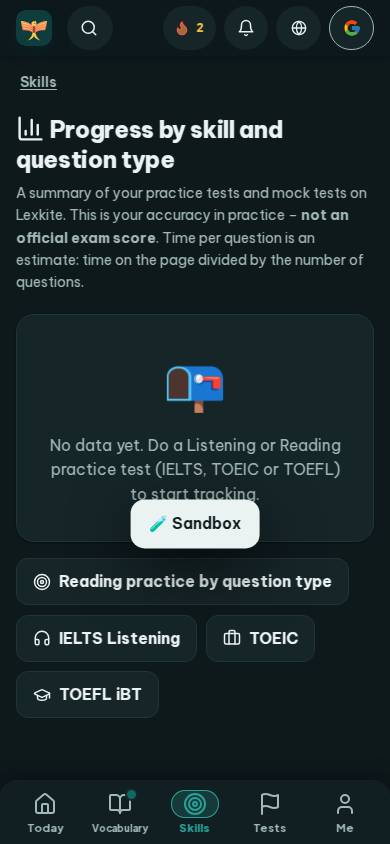 2
Skills
Progress by skill and
question type
A summary of your practice tests and mock tests on
Lexkite. This is your accuracy in practice – not an
official exam score. Time per question is an
estimate: time on the page divided by the number of
questions.
No data yet. Do a Listening or Reading
practice test (IELTS, TOEIC or TOEFL)
to start tracking.
Sandbox
Reading practice by question type
IELTS Listening
TOEIC
TOEFL iBT
Today
Vocabulary
Skills
Tests
Me